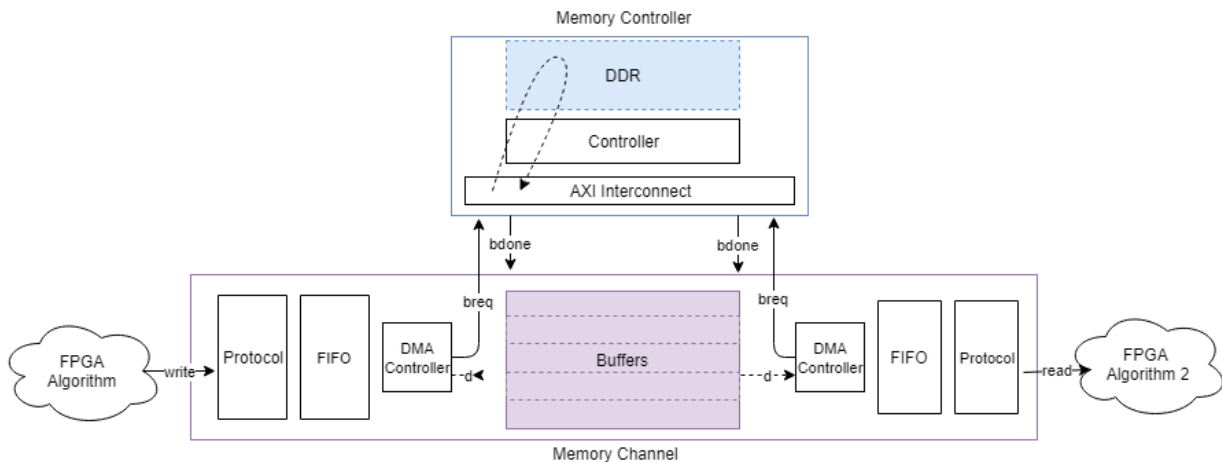 Memory Controller
DDR
Controller
AXI Interconnect
bdone
bdone
breq
breq
FPGA
Algorithm
write
Protocol
FIFO
DMA
Controller
d
Buffers
d
DMA
Controller
FIFO
Protocol
read
FPGA
Algorithm 2
Memory Channel